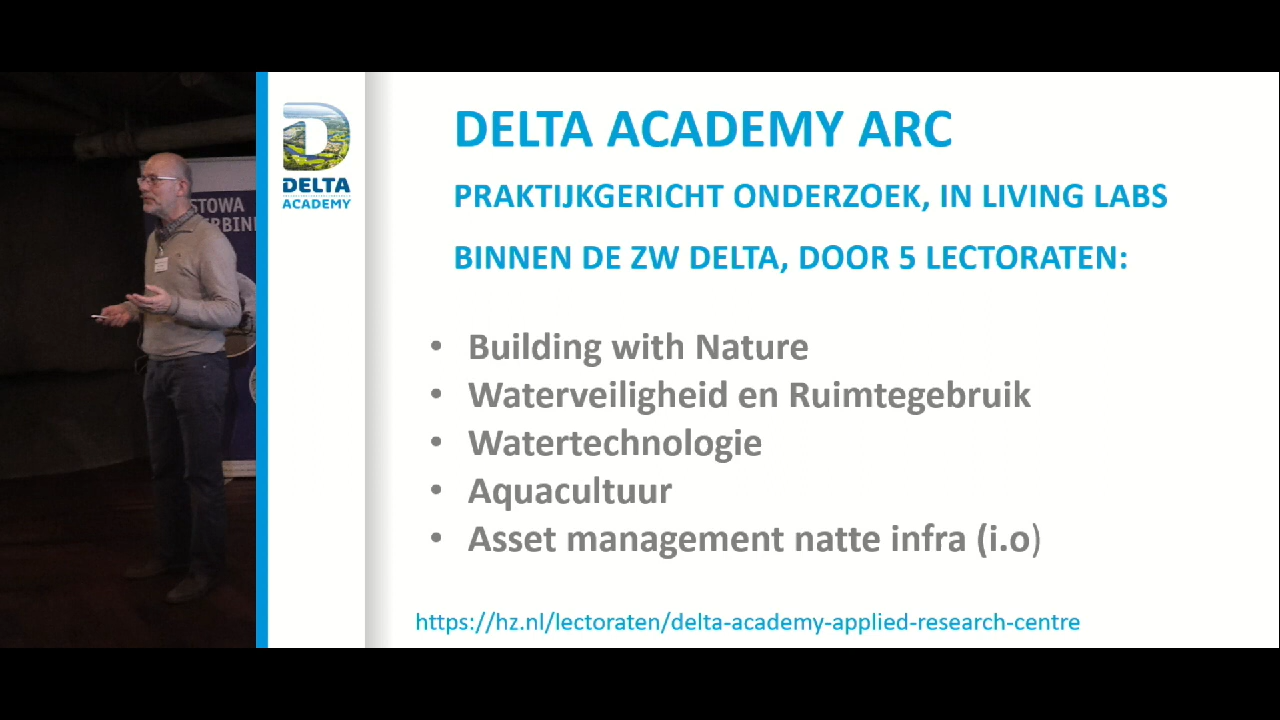 STOWA
DELTA
ACADEMY
DELTA ACADEMY ARC
PRAKTIJKGERICHT ONDERZOEK, IN LIVING LABS
BINNEN DE ZW DELTA, DOOR 5 LECTORATEN:
• Building with Nature
• Waterveiligheid en Ruimtegebruik
• Watertechnologie
• Aquacultuur
• Asset management natte infra (i.o)
https://hz.nl/lectoraten/delta-academy-applied-research-centre